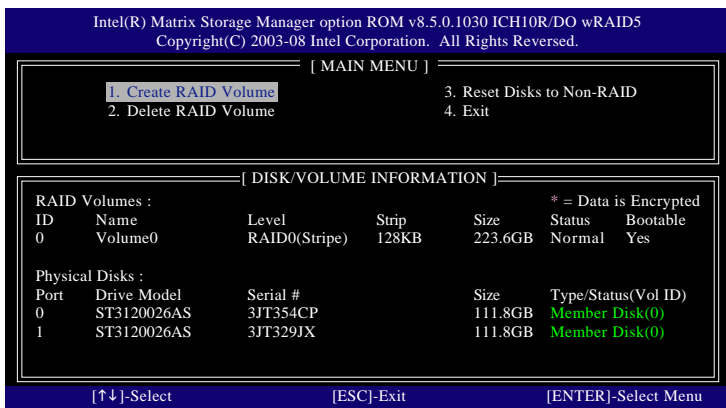 Intel(R) Matrix Storage Manager option ROM v8.5.0.1030 ICH10R/DO wRAID5
Copyright(C) 2003-08 Intel Corporation. All Rights Reversed.
[ MAIN MENU ]
1. Create RAID Volume 3. Reset Disks to Non-RAID
2. Delete RAID Volume 4. Exit
[ DISK/VOLUME INFORMATION ]
RAID Volumes : * = Data is Encrypted
ID Name Level Strip Size Status Bootable
0 Volume0 RAID0(Stripe) 128KB 223.6GB Normal Yes
Physical Disks :
Port Drive Model Serial # Size Type/Status(Vol ID)
0 ST3120026AS 3JT354CP 111.8GB Member Disk(0)
1 ST3120026AS 3JT329JX 111.8GB Member Disk(0)
[↑↓]-Select [ESC]-Exit [ENTER]-Select Menu